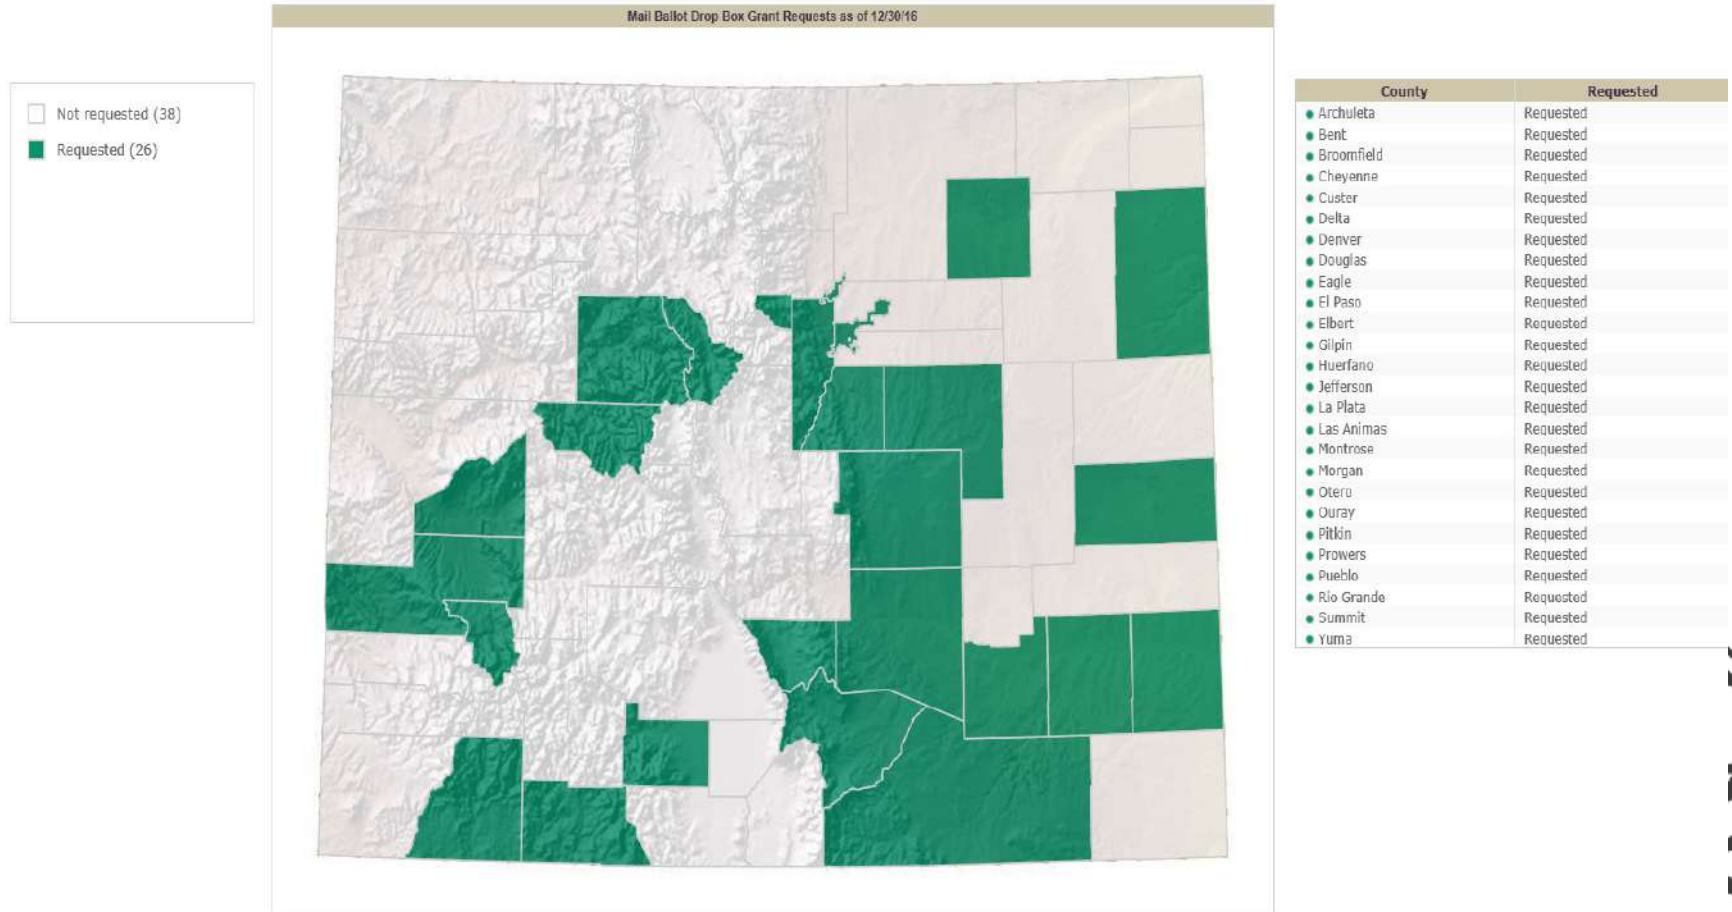 Mail Ballot Drop Box Grant Requests as of 12/30/16
Not requested (38)
Requested (26)
County Requested
Archuleta Requested
Bent Requested
Broomfield Requested
Cheyenne Requested
Custer Requested
Delta Requested
Denver Requested
Douglas Requested
Eagle Requested
El Paso Requested
Elbert Requested
Gilpin Requested
Huerfano Requested
Jefferson Requested
La Plata Requested
Las Animas Requested
Montrose Requested
Morgan Requested
Otero Requested
Ouray Requested
Pitkin Requested
Prowers Requested
Pueblo Requested
Rio Grande Requested
Summit Requested
Yuma Requested